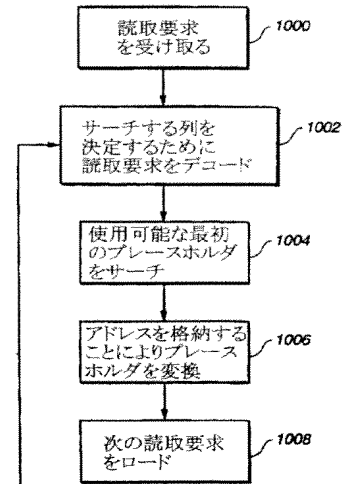 読取要求
を受け取る
1000
サーチする列を
決定するために
読取要求をデコード
1002
使用可能な最初
のプレースホルダ
をサーチ
1004
アドレスを格納する
ことによりプレース
ホルダを変換
1006
次の読取要求
をロード
1008